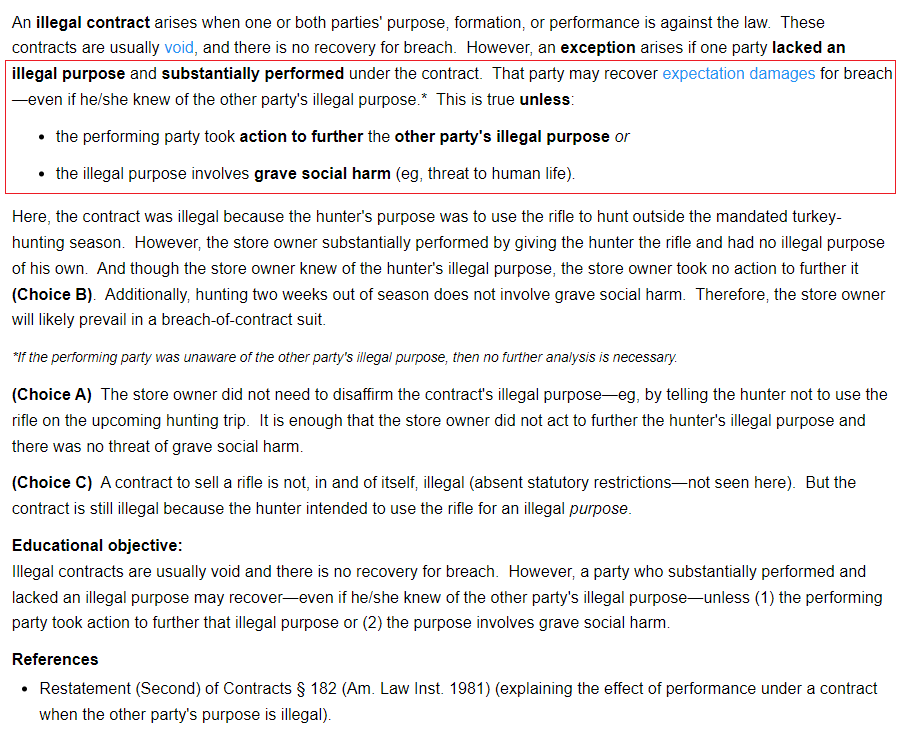 An illegal contract arises when one or both parties' purpose, formation, or performance is against the law.  These
contracts are usually void, and there is no recovery for breach.  However, an exception arises if one party lacked an
illegal purpose and substantially performed under the contract.  That party may recover expectation damages for breach
—even if he/she knew of the other party's illegal purpose.*  This is true unless:
• the performing party took action to further the other party's illegal purpose or
• the illegal purpose involves grave social harm (eg, threat to human life).
Here, the contract was illegal because the hunter's purpose was to use the rifle to hunt outside the mandated turkey-
hunting season.  However, the store owner substantially performed by giving the hunter the rifle and had no illegal purpose
of his own.  And though the store owner knew of the hunter's illegal purpose, the store owner took no action to further it
(Choice B).  Additionally, hunting two weeks out of season does not involve grave social harm.  Therefore, the store owner
will likely prevail in a breach-of-contract suit.
*If the performing party was unaware of the other party's illegal purpose, then no further analysis is necessary.
(Choice A)  The store owner did not need to disaffirm the contract's illegal purpose—eg, by telling the hunter not to use the
rifle on the upcoming hunting trip.  It is enough that the store owner did not act to further the hunter's illegal purpose and
there was no threat of grave social harm.
(Choice C)  A contract to sell a rifle is not, in and of itself, illegal (absent statutory restrictions—not seen here).  But the
contract is still illegal because the hunter intended to use the rifle for an illegal purpose.
Educational objective:
Illegal contracts are usually void and there is no recovery for breach.  However, a party who substantially performed and
lacked an illegal purpose may recover—even if he/she knew of the other party's illegal purpose—unless (1) the performing
party took action to further that illegal purpose or (2) the purpose involves grave social harm.
References
• Restatement (Second) of Contracts § 182 (Am. Law Inst. 1981) (explaining the effect of performance under a contract
when the other party's purpose is illegal).